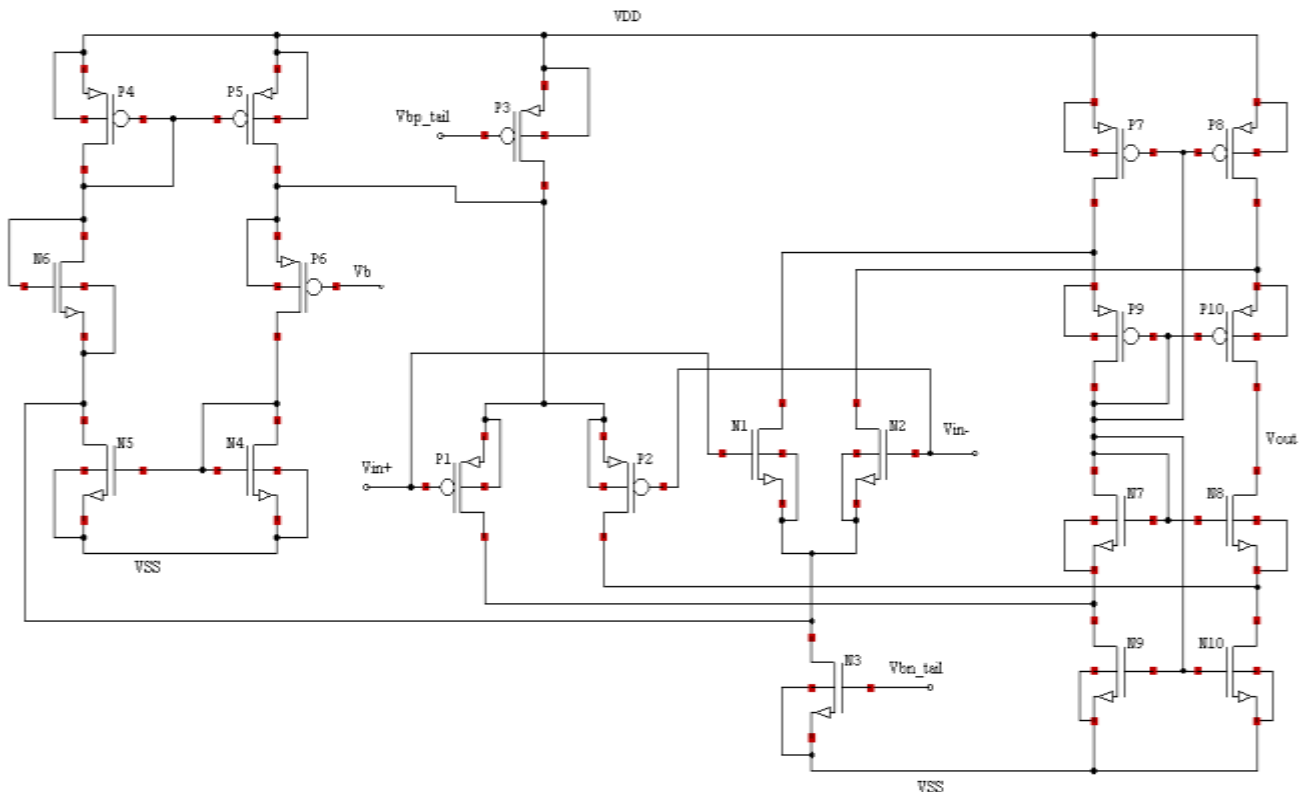 VDD
P4
P5
P3
Vbp_tail
P7
P8
N6
P6
Vb
P9
P10
N5
N4
Vin+
P1
P2
N1
N2
Vin-
Vout
VSS
N7
N8
N3
Vbn_tail
N9
N10
VSS